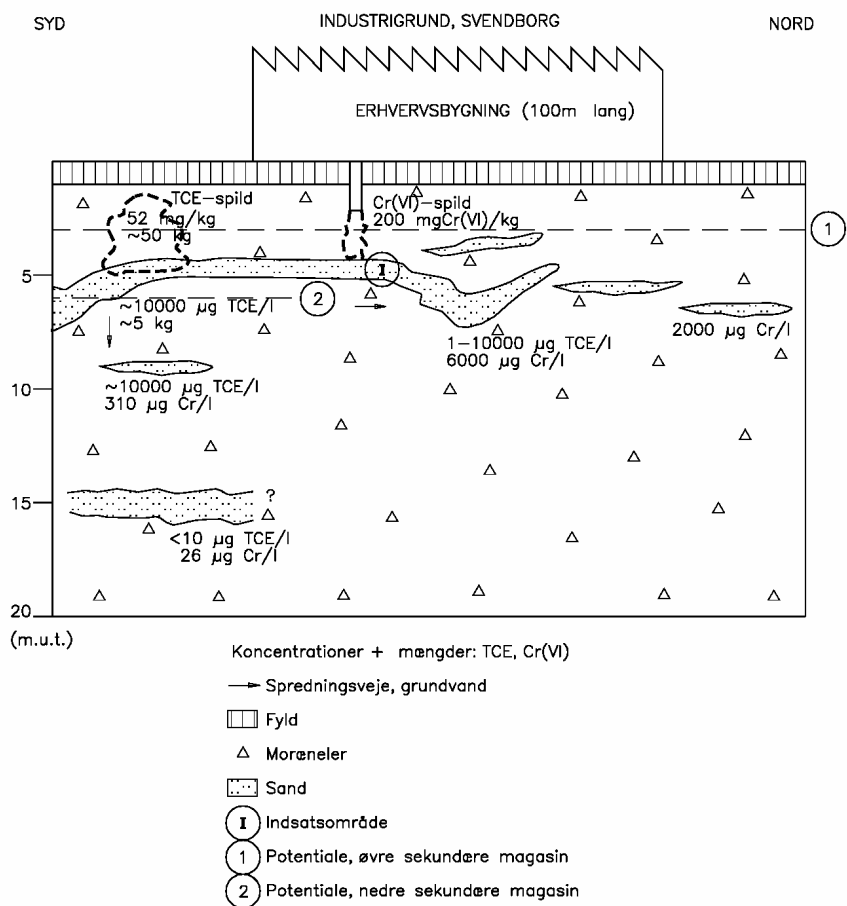 SYD
INDUSTRIGRUND, SVENDBORG
NORD
ERHVERVSBYGNING (100m lang)
TCE-spild
52 mg/kg
~50 kg
Cr(VI)-spild
200 mgCr(VI)/kg
1
5
I
~10000 µg TCE/l
~5 kg
2
2000 µg Cr/l
1-10000 µg TCE/l
6000 µg Cr/l
~10000 µg TCE/l
310 µg Cr/l
10
15
?
<10 µg TCE/l
26 µg Cr/l
20
(m.u.t.)
Koncentrationer + mængder: TCE, Cr(VI)
Spredningsveje, grundvand
Fyld
Moræneler
Sand
I Indsatsområde
1 Potentiale, øvre sekundære magasin
2 Potentiale, nedre sekundære magasin